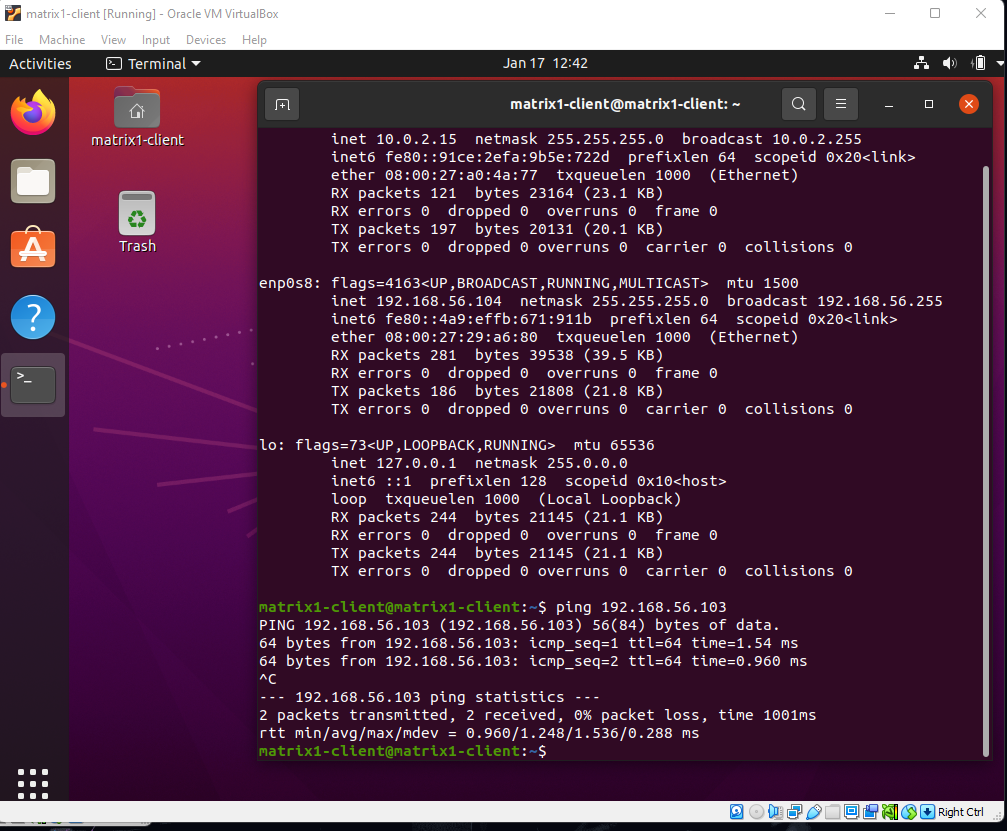 matrix1-client [Running] - Oracle VM VirtualBox
File Machine View Input Devices Help
Activities Terminal Jan 17 12:42
matrix1-client@matrix1-client: ~
matrix1-client
Trash
inet 10.0.2.15  netmask 255.255.255.0  broadcast 10.0.2.255
inet6 fe80::91ce:2efa:9b5e:722d  prefixlen 64  scopeid 0x20<link>
ether 08:00:27:a0:4a:77  txqueuelen 1000  (Ethernet)
RX packets 121  bytes 23164 (23.1 KB)
RX errors 0  dropped 0  overruns 0  frame 0
TX packets 197  bytes 20131 (20.1 KB)
TX errors 0  dropped 0 overruns 0  carrier 0  collisions 0
enp0s8: flags=4163<UP,BROADCAST,RUNNING,MULTICAST>  mtu 1500
inet 192.168.56.104  netmask 255.255.255.0  broadcast 192.168.56.255
inet6 fe80::4a9:effb:671:911b  prefixlen 64  scopeid 0x20<link>
ether 08:00:27:29:a6:80  txqueuelen 1000  (Ethernet)
RX packets 281  bytes 39538 (39.5 KB)
RX errors 0  dropped 0  overruns 0  frame 0
TX packets 186  bytes 21808 (21.8 KB)
TX errors 0  dropped 0 overruns 0  carrier 0  collisions 0
lo: flags=73<UP,LOOPBACK,RUNNING>  mtu 65536
inet 127.0.0.1  netmask 255.0.0.0
inet6 ::1  prefixlen 128  scopeid 0x10<host>
loop  txqueuelen 1000  (Local Loopback)
RX packets 244  bytes 21145 (21.1 KB)
RX errors 0  dropped 0  overruns 0  frame 0
TX packets 244  bytes 21145 (21.1 KB)
TX errors 0  dropped 0 overruns 0  carrier 0  collisions 0
matrix1-client@matrix1-client:~$ ping 192.168.56.103
PING 192.168.56.103 (192.168.56.103) 56(84) bytes of data.
64 bytes from 192.168.56.103: icmp_seq=1 ttl=64 time=1.54 ms
64 bytes from 192.168.56.103: icmp_seq=2 ttl=64 time=0.960 ms
^C
--- 192.168.56.103 ping statistics ---
2 packets transmitted, 2 received, 0% packet loss, time 1001ms
rtt min/avg/max/mdev = 0.960/1.248/1.536/0.288 ms
matrix1-client@matrix1-client:~$
Right Ctrl